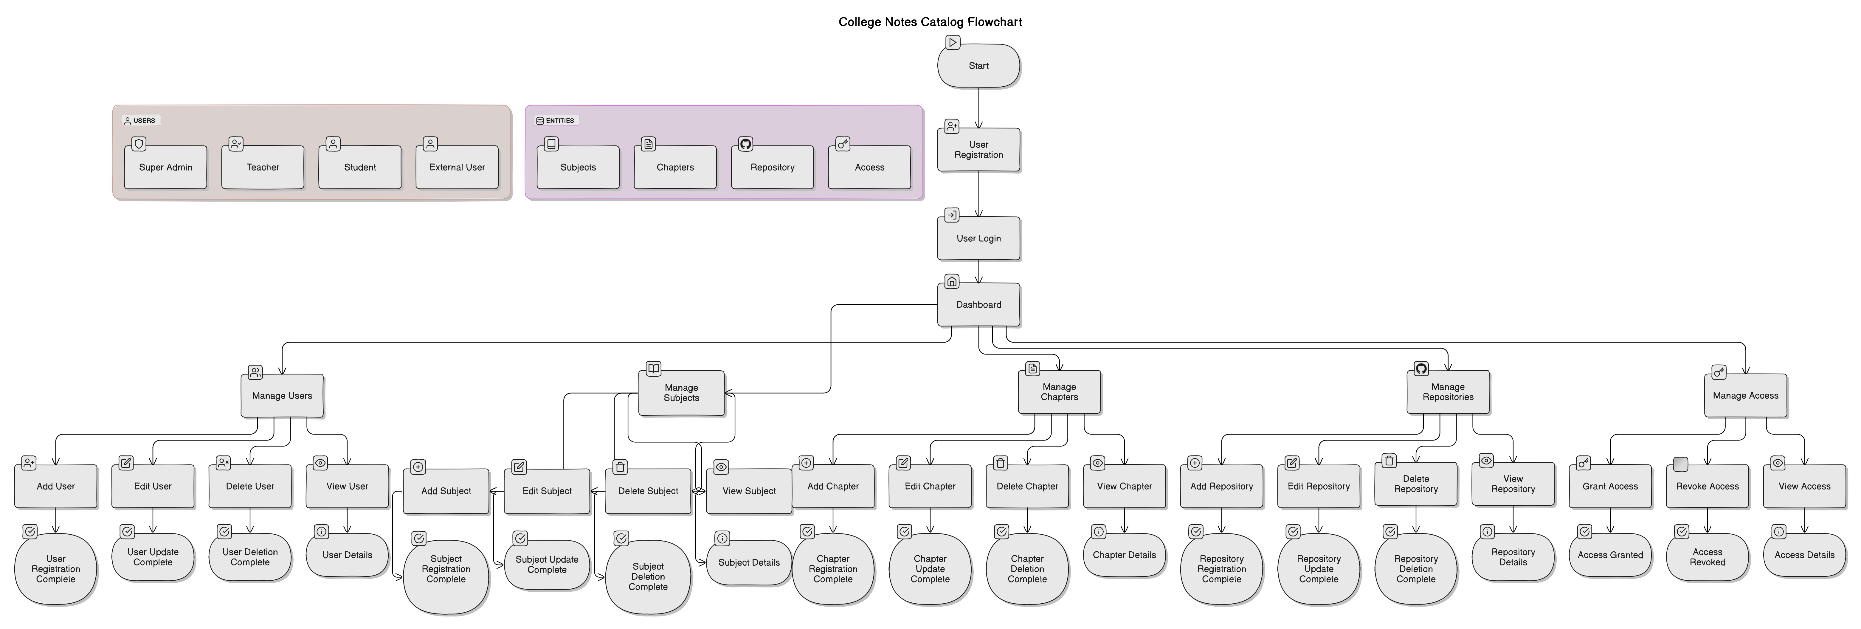 College Notes Catalog Flowchart
Start
USERS
Super Admin
Teacher
Student
External User
ENTITIES
Subjects
Chapters
Repository
Access
User
Registration
User Login
Dashboard
Manage Users
Manage
Subjects
Manage
Chapters
Manage
Repositories
Manage Access
Add User
Edit User
Delete User
View User
Add Subject
Edit Subject
Delete Subject
View Subject
Add Chapter
Edit Chapter
Delete Chapter
View Chapter
Add Repository
Edit Repository
Delete
Repository
View
Repository
Grant Access
Revoke Access
View Access
User
Registration
Complete
User Update
Complete
User Deletion
Complete
User Details
Subject
Registration
Complete
Subject Update
Complete
Subject
Deletion
Complete
Subject Details
Chapter
Registration
Complete
Chapter
Update
Complete
Chapter
Deletion
Complete
Chapter Details
Repository
Registration
Complete
Repository
Update
Complete
Repository
Deletion
Complete
Repository
Details
Access Granted
Access
Revoked
Access Details